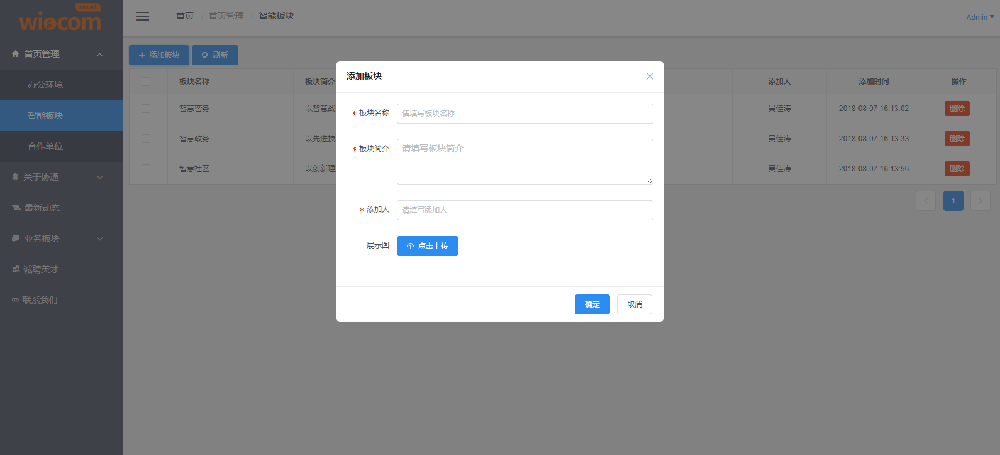 smart
wiocom
首页 / 首页管理 / 智能板块
Admin
首页管理
办公环境
智能板块
合作单位
关于协通
最新动态
业务板块
诚聘英才
联系我们
+ 添加板块 刷新
板块名称 板块简介 添加人 添加时间 操作
智慧警务 以智慧战 吴佳涛 2018-08-07 16:13:02 删除
智慧政务 以先进技 吴佳涛 2018-08-07 16:13:33 删除
智慧社区 以创新理 吴佳涛 2018-08-07 16:13:56 删除
< 1 >
添加板块
* 板块名称 请填写板块名称
* 板块简介 请填写板块简介
* 添加人 请填写添加人
展示图 点击上传
确定 取消